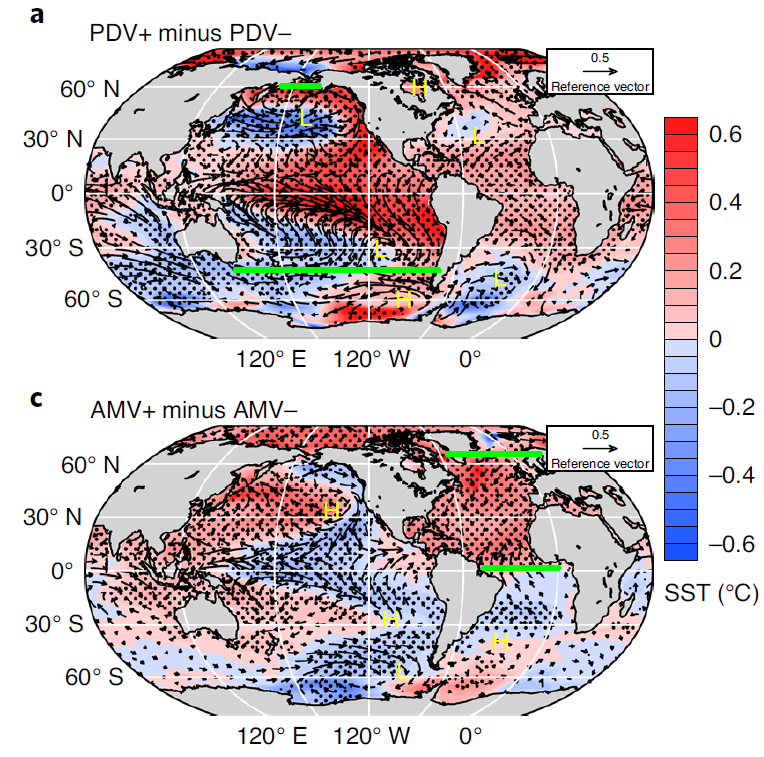 a
PDV+ minus PDV–
0.5
Reference vector
60° N
30° N
0°
30° S
60° S
H
L
L
L
L
H
120° E 120° W 0°
0.6
0.4
0.2
0
–0.2
–0.4
–0.6
SST (°C)
c
AMV+ minus AMV–
0.5
Reference vector
60° N
30° N
0°
30° S
60° S
H
H
H
L
120° E 120° W 0°